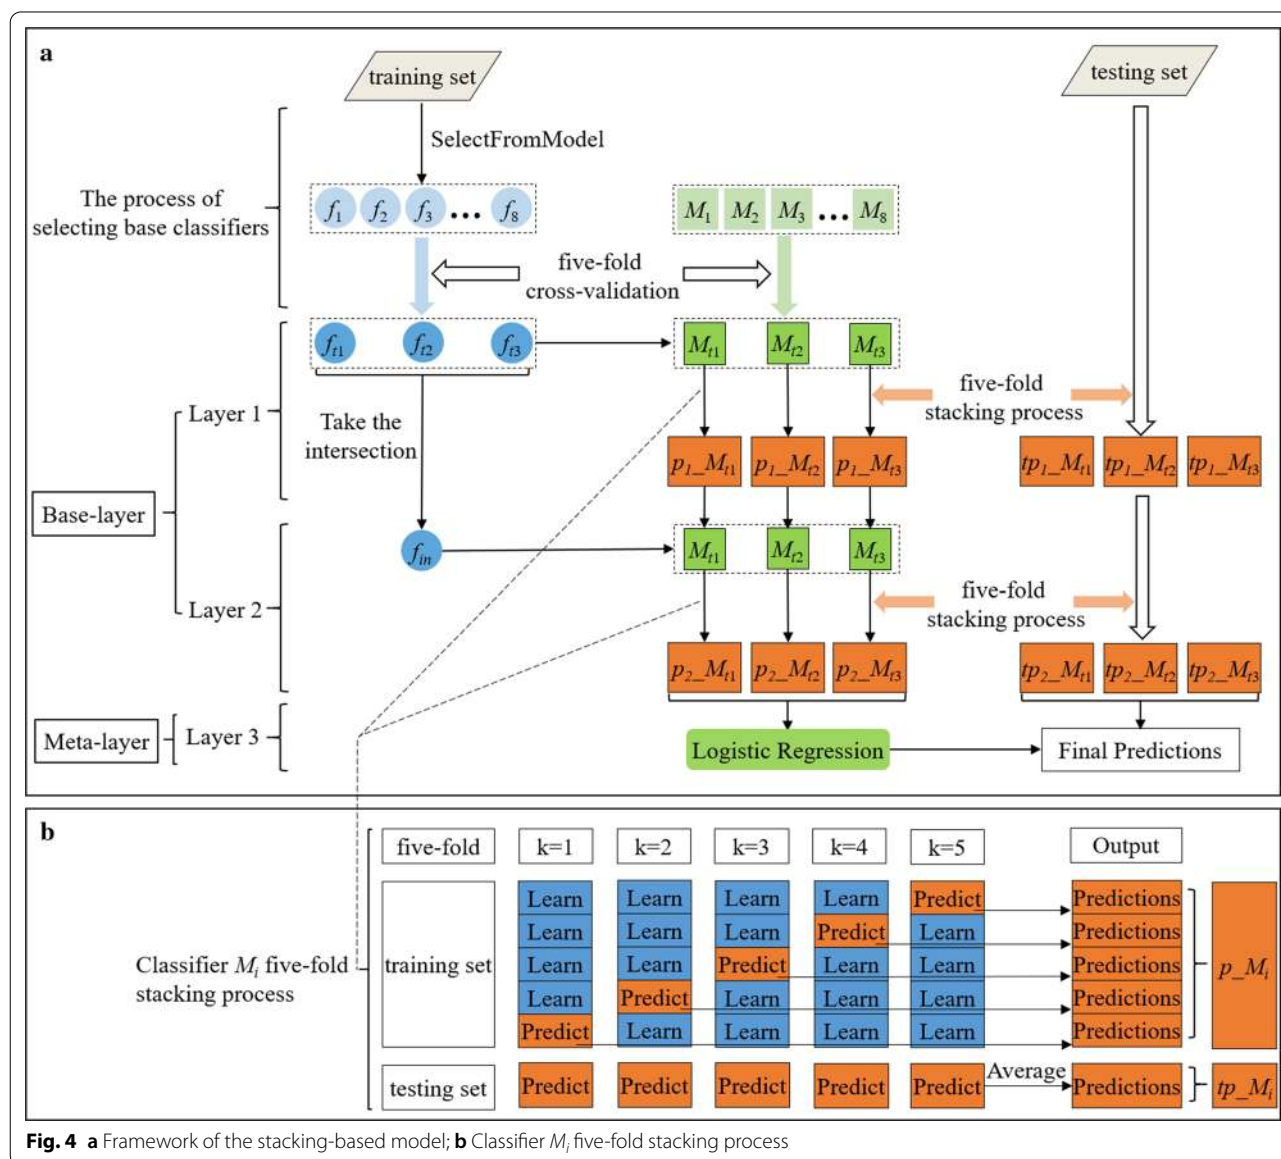 a
training set
testing set
SelectFromModel
The process of
selecting base classifiers
f1 f2 f3 ... f8
M1 M2 M3 ... M8
five-fold
cross-validation
ft1 ft2 ft3
Mt1 Mt2 Mt3
Layer 1
Take the
intersection
five-fold
stacking process
p1_Mt1 p1_Mt2 p1_Mt3
tp1_Mt1 tp1_Mt2 tp1_Mt3
Base-layer
fin
Mt1 Mt2 Mt3
Layer 2
five-fold
stacking process
p2_Mt1 p2_Mt2 p2_Mt3
tp2_Mt1 tp2_Mt2 tp2_Mt3
Meta-layer
Layer 3
Logistic Regression
Final Predictions
b
five-fold k=1 k=2 k=3 k=4 k=5 Output
Learn Learn Learn Learn Predict Predictions
Learn Learn Learn Predict Learn Predictions
Classifier Mi five-fold
stacking process
training set
Learn Learn Predict Learn Learn Predictions
p_Mi
Learn Predict Learn Learn Learn Predictions
Predict Learn Learn Learn Learn Predictions
testing set Predict Predict Predict Predict Predict Average Predictions tp_Mi
Fig. 4 a Framework of the stacking-based model; b Classifier Mi five-fold stacking process